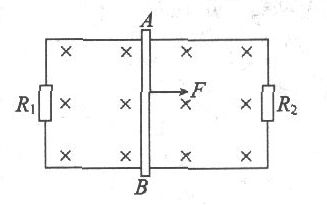 A
× × × ×
F
R₁ × × × × R₂
× × × ×
B